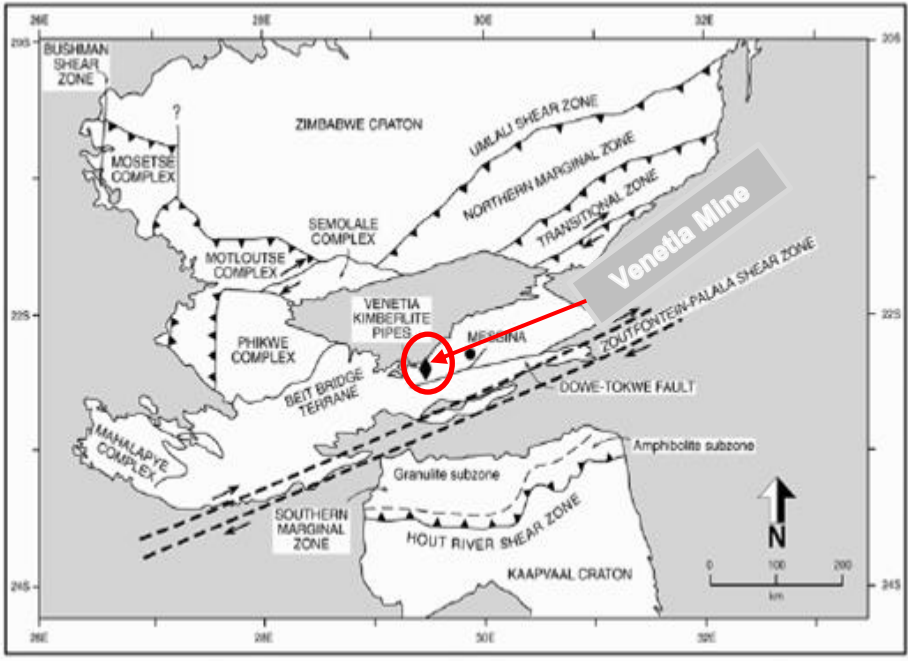 26E
28E
30E
32E
20S
20S
BUSHMAN
SHEAR
ZONE
?
ZIMBABWE CRATON
UMLALI SHEAR ZONE
MOSETSE
COMPLEX
NORTHERN MARGINAL ZONE
TRANSITIONAL ZONE
Venetia Mine
SEMOLALE
COMPLEX
MOTLOUTSE
COMPLEX
22S
22S
VENETIA
KIMBERLITE
PIPES
MESSINA
ZOUTFONTEIN-PALALA SHEAR ZONE
PHIKWE
COMPLEX
BEIT BRIDGE
TERRANE
DOWE-TOKWE FAULT
MAHALAPYE
COMPLEX
Amphibolite subzone
Granulite subzone
SOUTHERN
MARGINAL
ZONE
HOUT RIVER SHEAR ZONE
N
KAAPVAAL CRATON
0 100 200
km
24S
24S
26E
28E
30E
32E